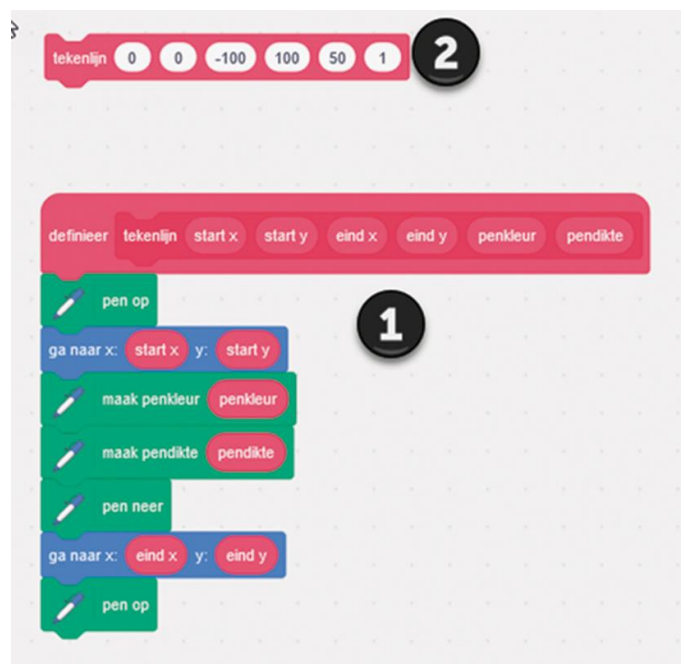 tekenlijn 0 0 -100 100 50 1 2
definieer tekenlijn start x start y eind x eind y penkleur pendikte
pen op
1
ga naar x: start x y: start y
maak penkleur penkleur
maak pendikte pendikte
pen neer
ga naar x: eind x y: eind y
pen op